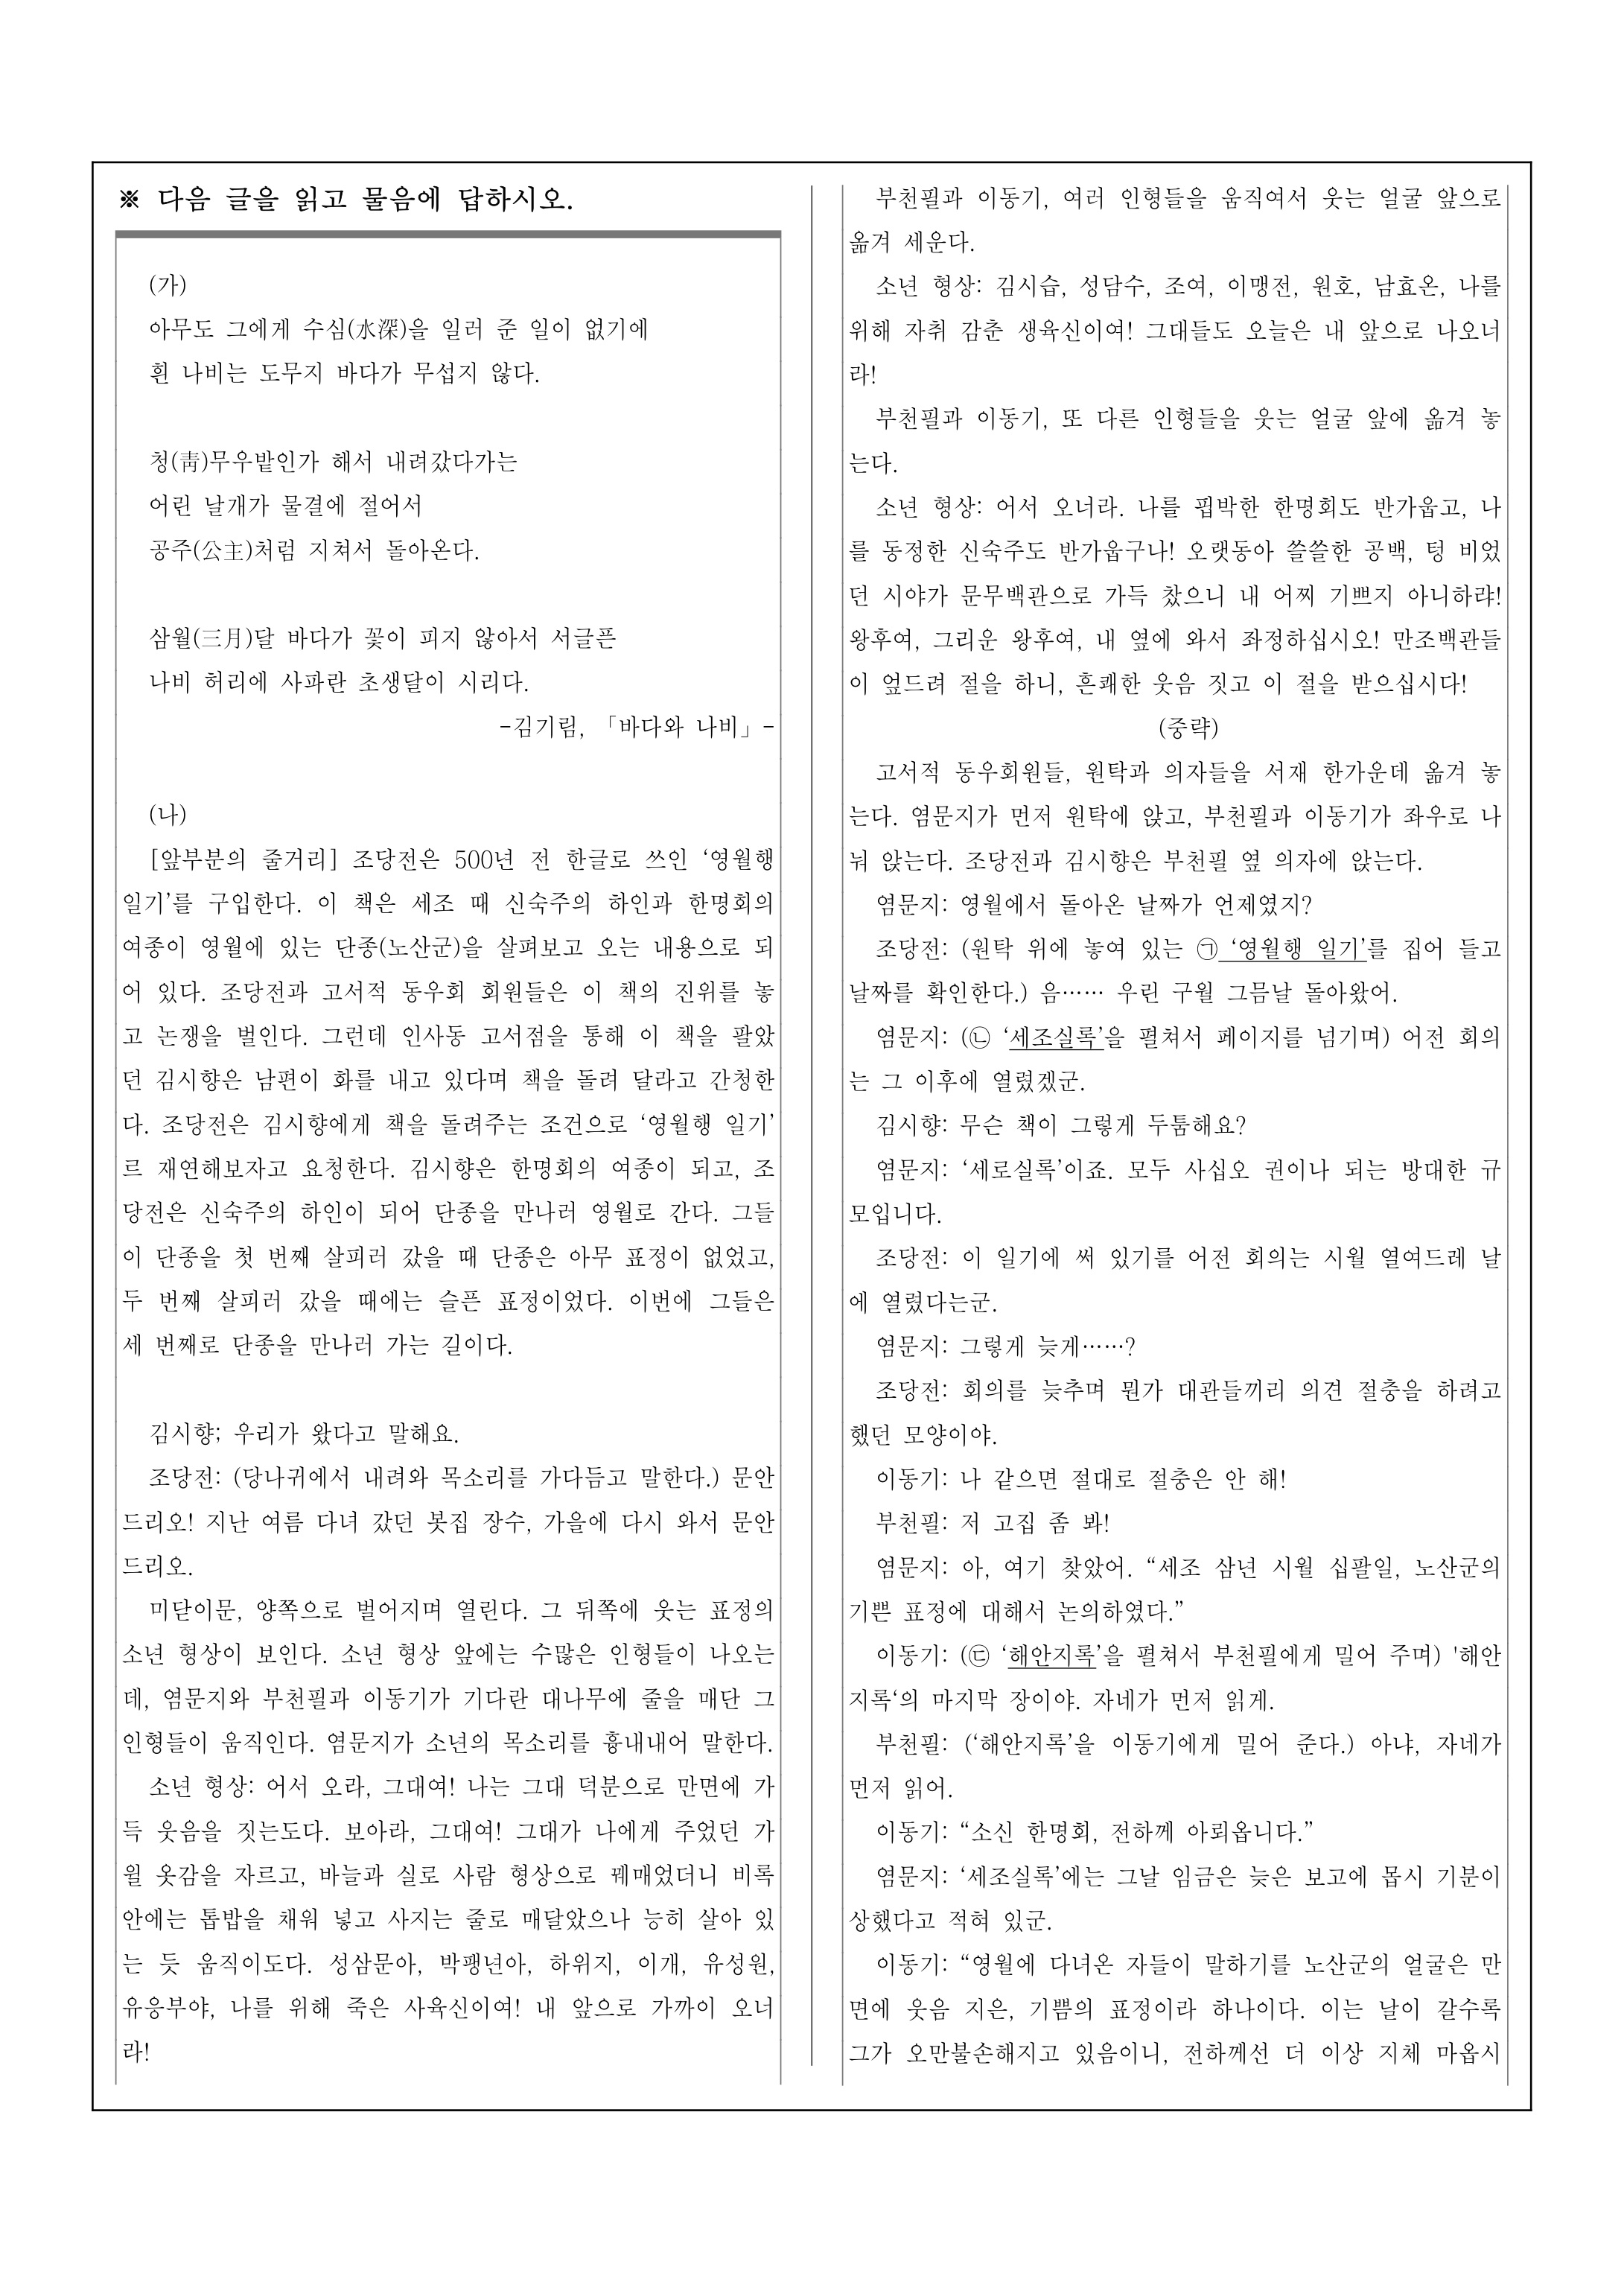 ※ 다음 글을 읽고 물음에 답하시오.
(가)
아무도 그에게 수심(水深)을 일러 준 일이 없기에
흰 나비는 도무지 바다가 무섭지 않다.
청(靑)무우밭인가 해서 내려갔다가는
어린 날개가 물결에 절어서
공주(公主)처럼 지쳐서 돌아온다.
삼월(三月)달 바다가 꽃이 피지 않아서 서글픈
나비 허리에 사파란 초생달이 시리다.
-김기림, 「바다와 나비」-
(나)
[앞부분의 줄거리] 조당전은 500년 전 한글로 쓰인 ‘영월행
일기’를 구입한다. 이 책은 세조 때 신숙주의 하인과 한명회의
여종이 영월에 있는 단종(노산군)을 살펴보고 오는 내용으로 되
어 있다. 조당전과 고서적 동우회 회원들은 이 책의 진위를 놓
고 논쟁을 벌인다. 그런데 인사동 고서점을 통해 이 책을 팔았
던 김시향은 남편이 화를 내고 있다며 책을 돌려 달라고 간청한
다. 조당전은 김시향에게 책을 돌려주는 조건으로 ‘영월행 일기’
르 재연해보자고 요청한다. 김시향은 한명회의 여종이 되고, 조
당전은 신숙주의 하인이 되어 단종을 만나러 영월로 간다. 그들
이 단종을 첫 번째 살피러 갔을 때 단종은 아무 표정이 없었고,
두 번째 살피러 갔을 때에는 슬픈 표정이었다. 이번에 그들은
세 번째로 단종을 만나러 가는 길이다.
김시향; 우리가 왔다고 말해요.
조당전: (당나귀에서 내려와 목소리를 가다듬고 말한다.) 문안
드리오! 지난 여름 다녀 갔던 봇집 장수, 가을에 다시 와서 문안
드리오.
미닫이문, 양쪽으로 벌어지며 열린다. 그 뒤쪽에 웃는 표정의
소년 형상이 보인다. 소년 형상 앞에는 수많은 인형들이 나오는
데, 염문지와 부천필과 이동기가 기다란 대나무에 줄을 매단 그
인형들이 움직인다. 염문지가 소년의 목소리를 흉내내어 말한다.
소년 형상: 어서 오라, 그대여! 나는 그대 덕분으로 만면에 가
득 웃음을 짓는도다. 보아라, 그대여! 그대가 나에게 주었던 가
월 옷감을 자르고, 바늘과 실로 사람 형상으로 꿰매었더니 비록
안에는 톱밥을 채워 넣고 사지는 줄로 매달았으나 능히 살아 있
는 듯 움직이도다. 성삼문아, 박팽년아, 하위지, 이개, 유성원,
유응부야, 나를 위해 죽은 사육신이여! 내 앞으로 가까이 오너
라!
부천필과 이동기, 여러 인형들을 움직여서 웃는 얼굴 앞으로
옮겨 세운다.
소년 형상: 김시습, 성담수, 조여, 이맹전, 원호, 남효온, 나를
위해 자취 감춘 생육신이여! 그대들도 오늘은 내 앞으로 나오너
라!
부천필과 이동기, 또 다른 인형들을 웃는 얼굴 앞에 옮겨 놓
는다.
소년 형상: 어서 오너라. 나를 핍박한 한명회도 반가웁고, 나
를 동정한 신숙주도 반가웁구나! 오랫동아 쓸쓸한 공백, 텅 비었
던 시야가 문무백관으로 가득 찼으니 내 어찌 기쁘지 아니하랴!
왕후여, 그리운 왕후여, 내 옆에 와서 좌정하십시오! 만조백관들
이 엎드려 절을 하니, 흔쾌한 웃음 짓고 이 절을 받으십시다!
(중략)
고서적 동우회원들, 원탁과 의자들을 서재 한가운데 옮겨 놓
는다. 염문지가 먼저 원탁에 앉고, 부천필과 이동기가 좌우로 나
눠 앉는다. 조당전과 김시향은 부천필 옆 의자에 앉는다.
염문지: 영월에서 돌아온 날짜가 언제였지?
조당전: (원탁 위에 놓여 있는 ㉠ ‘영월행 일기’를 집어 들고
날짜를 확인한다.) 음…… 우린 구월 그믐날 돌아왔어.
염문지: (㉡ ‘세조실록’을 펼쳐서 페이지를 넘기며) 어전 회의
는 그 이후에 열렸겠군.
김시향: 무슨 책이 그렇게 두툼해요?
염문지: ‘세로실록’이죠. 모두 사십오 권이나 되는 방대한 규
모입니다.
조당전: 이 일기에 써 있기를 어전 회의는 시월 열여드레 날
에 열렸다는군.
염문지: 그렇게 늦게……?
조당전: 회의를 늦추며 뭔가 대관들끼리 의견 절충을 하려고
했던 모양이야.
이동기: 나 같으면 절대로 절충은 안 해!
부천필: 저 고집 좀 봐!
염문지: 아, 여기 찾았어. “세조 삼년 시월 십팔일, 노산군의
기쁜 표정에 대해서 논의하였다.”
이동기: (㉢ ‘해안지록’을 펼쳐서 부천필에게 밀어 주며) '해안
지록‘의 마지막 장이야. 자네가 먼저 읽게.
부천필: (‘해안지록’을 이동기에게 밀어 준다.) 아냐, 자네가
먼저 읽어.
이동기: “소신 한명회, 전하께 아뢰옵니다.”
염문지: ‘세조실록’에는 그날 임금은 늦은 보고에 몹시 기분이
상했다고 적혀 있군.
이동기: “영월에 다녀온 자들이 말하기를 노산군의 얼굴은 만
면에 웃음 지은, 기쁨의 표정이라 하나이다. 이는 날이 갈수록
그가 오만불손해지고 있음이니, 전하께선 더 이상 지체 마옵시